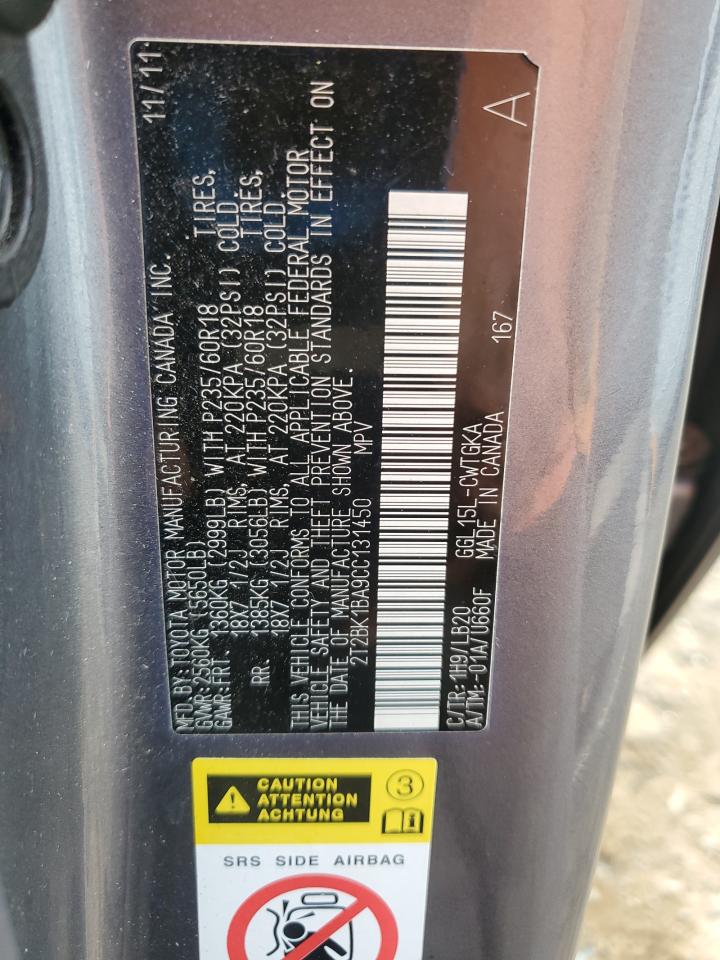 MFD.BY:TOYOTA MOTOR MANUFACTURING CANADA INC. 11/11
GVWR:2560KG (5650LB)
GAWR:FRT 1360KG (2999LB) WITH P235/60R18 TIRES,
18X7 1/2J RIMS, AT 220KPA (32PSI) COLD.
RR 1385KG (3056LB) WITH P235/60R18 TIRES,
18X7 1/2J RIMS, AT 220KPA (32PSI) COLD.
THIS VEHICLE CONFORMS TO ALL APPLICABLE FEDERAL MOTOR
VEHICLE SAFETY AND THEFT PREVENTION STANDARDS IN EFFECT ON
THE DATE OF MANUFACTURE SHOWN ABOVE.
2T2BK1BA9CC131450 MPV
C/TR:1H9/LB20 GGL15L-CWTGKA
A/TM:-01A/U660F MADE IN CANADA 167 A
CAUTION
ATTENTION
ACHTUNG
3
SRS SIDE AIRBAG